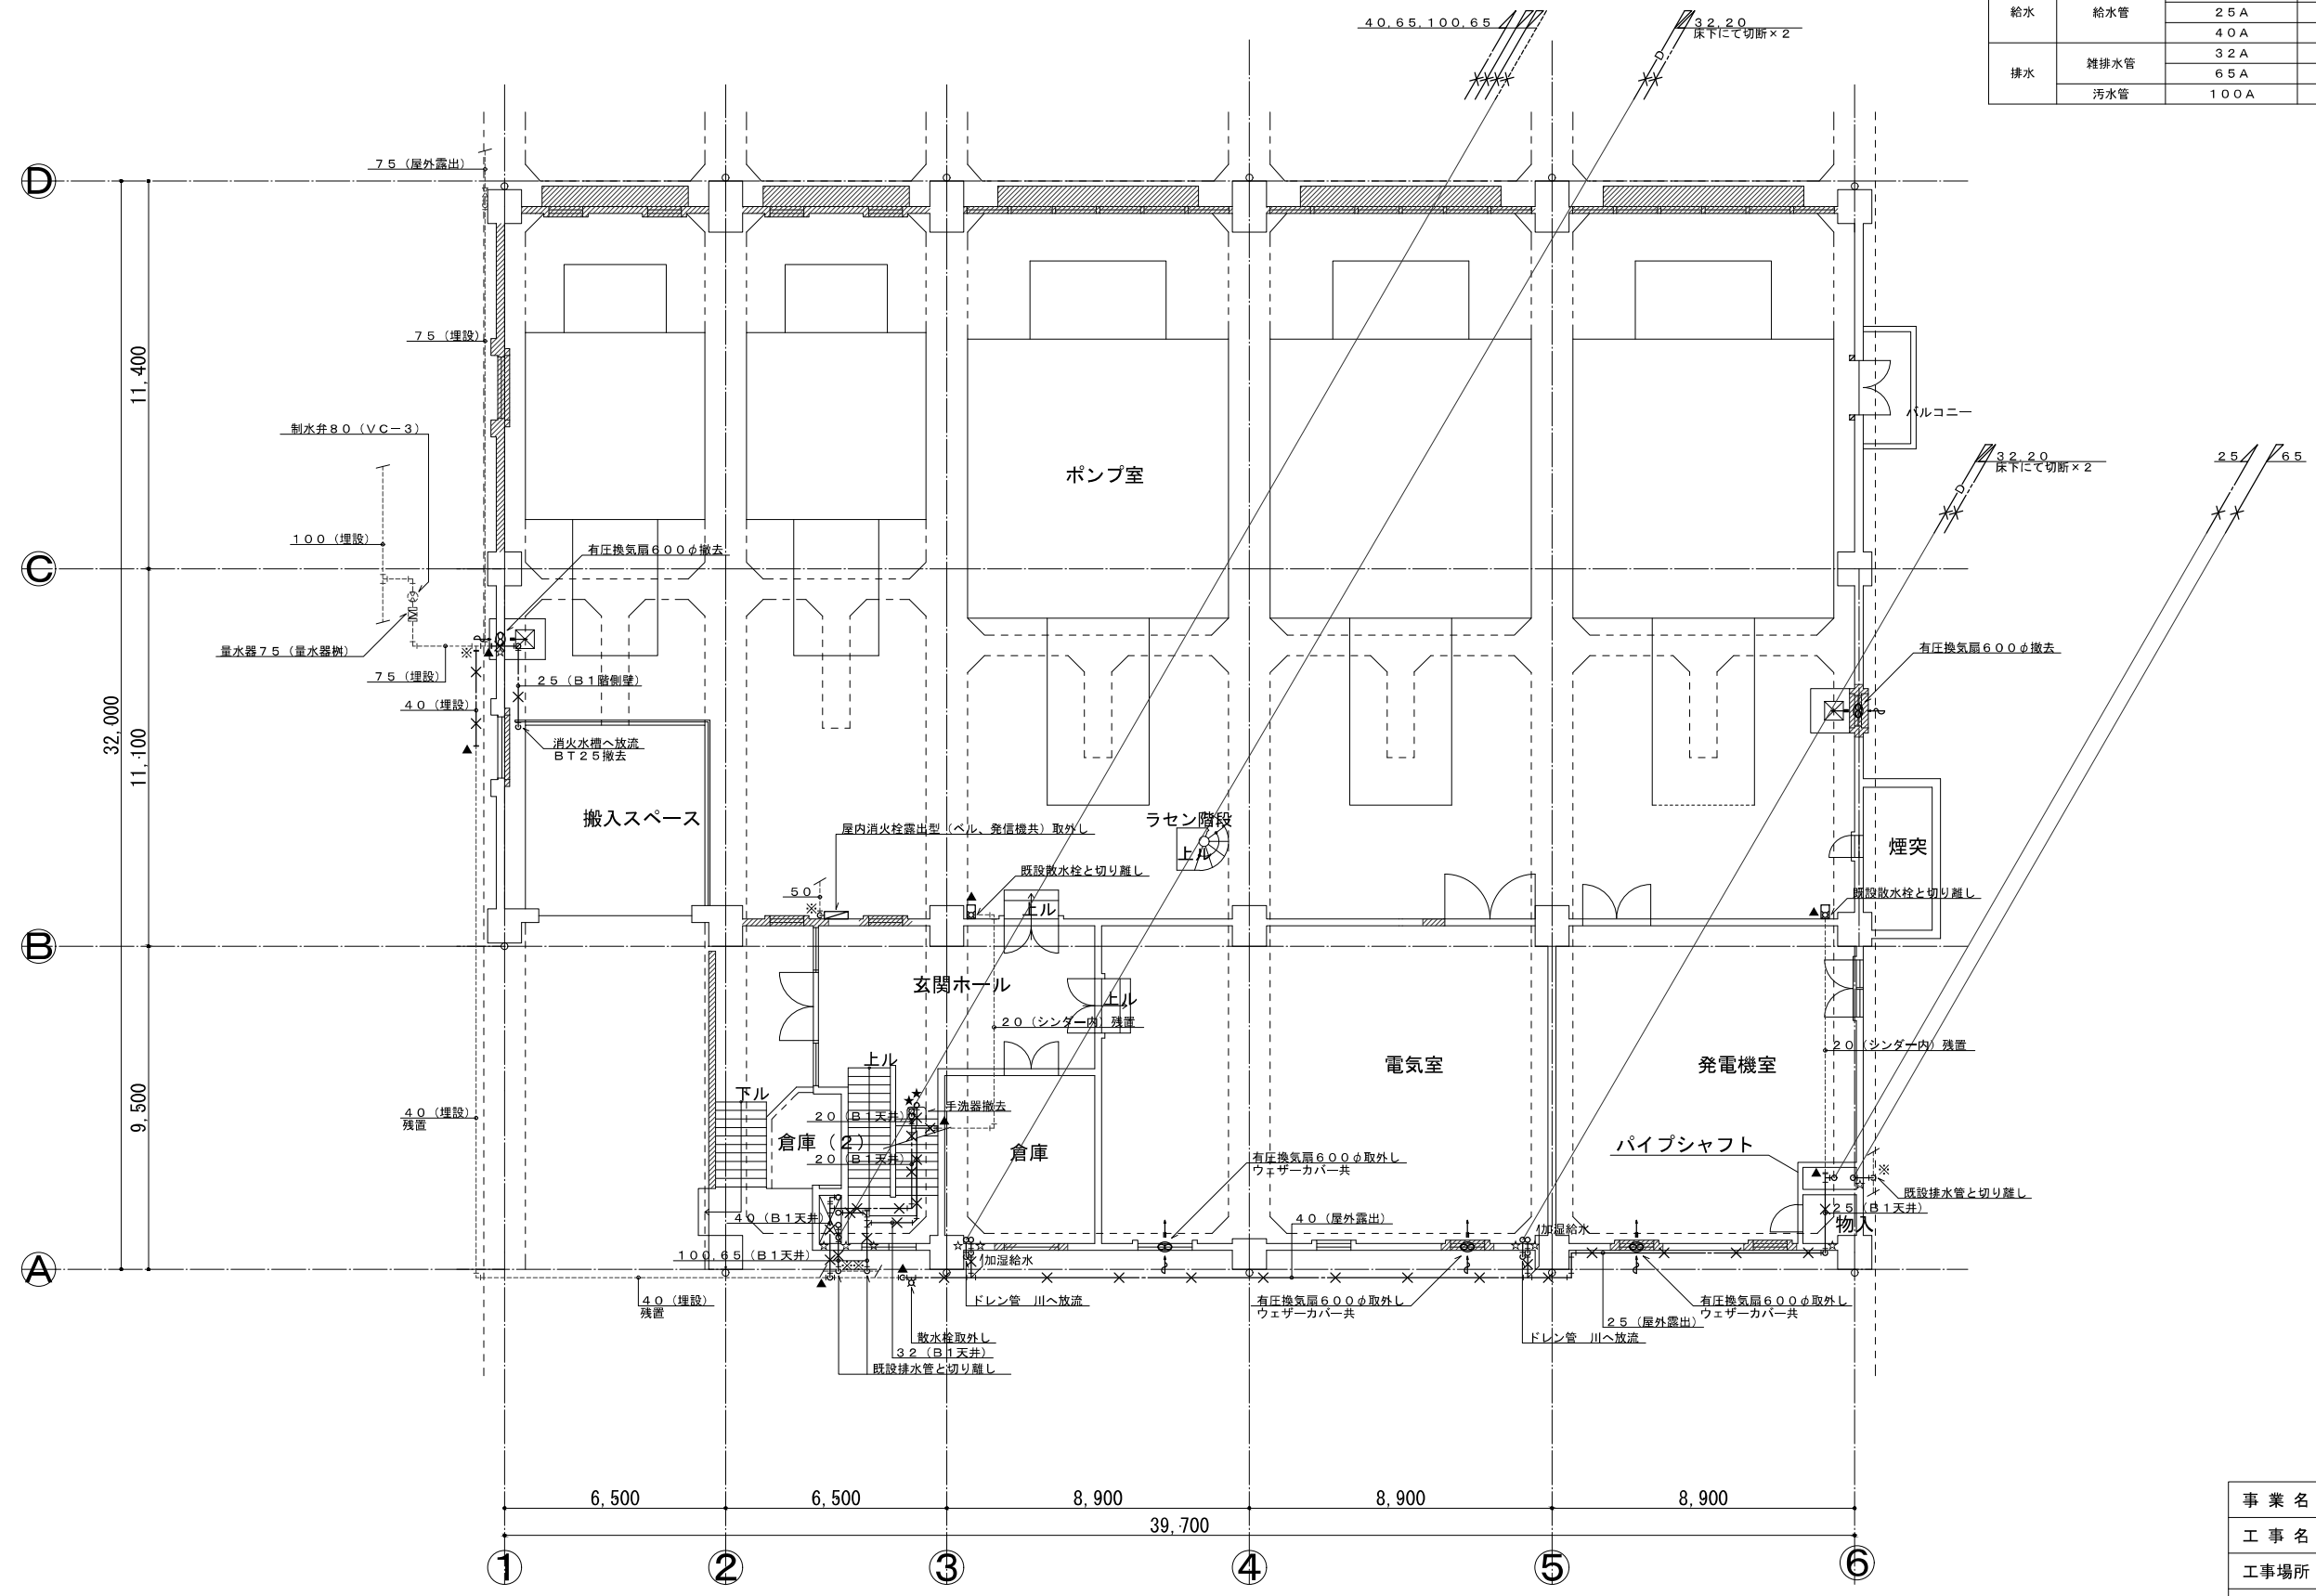 給水
給水管
２５Ａ
４０Ａ
排水
雑排水管
３２Ａ
６５Ａ
汚水管
１００Ａ
４０，６５，１００，６５
３２，２０
床下にて切断×２
７５（屋外露出）
D
７５（埋設）
11,400
バルコニー
制水弁８０（ＶＣ－３）
ポンプ室
３２，２０
床下にて切断×２
２５
６５
１００（埋設）
有圧換気扇６００φ撤去
C
量水器７５（量水器桝）
※
７５（埋設）
２５（Ｂ１階側壁）
有圧換気扇６００φ撤去
４０（埋設）
32,000
11,100
消火水槽へ放流
ＢＴ２５撤去
搬入スペース
屋内消火栓露出型（ベル、発信機共）取外し
ラセン階段
上ル
煙突
既設散水栓と切り離し
５０
※
上ル
既設散水栓と切り離し
B
玄関ホール
上ル
２０（シンダー内）残置
２０（シンダー内）残置
上ル
電気室
発電機室
下ル
9,500
４０（埋設）
残置
２０（Ｂ１天井）
手洗器撤去
倉庫（２）
倉庫
パイプシャフト
２０（Ｂ１天井）
有圧換気扇６００φ取外し
ウェザーカバー共
※
既設排水管と切り離し
４０（Ｂ１天井）
４０（屋外露出）
加湿給水
２５（Ｂ１天井）
物入
１００，６５（Ｂ１天井）
※※
加湿給水
A
４０（埋設）
残置
ドレン管　川へ放流
有圧換気扇６００φ取外し
ウェザーカバー共
有圧換気扇６００φ取外し
ウェザーカバー共
２５（屋外露出）
散水栓取外し
ドレン管　川へ放流
３２（Ｂ１天井）
既設排水管と切り離し
6,500
6,500
8,900
8,900
8,900
39,700
1
2
3
4
5
6
事業名
工事名
工事場所